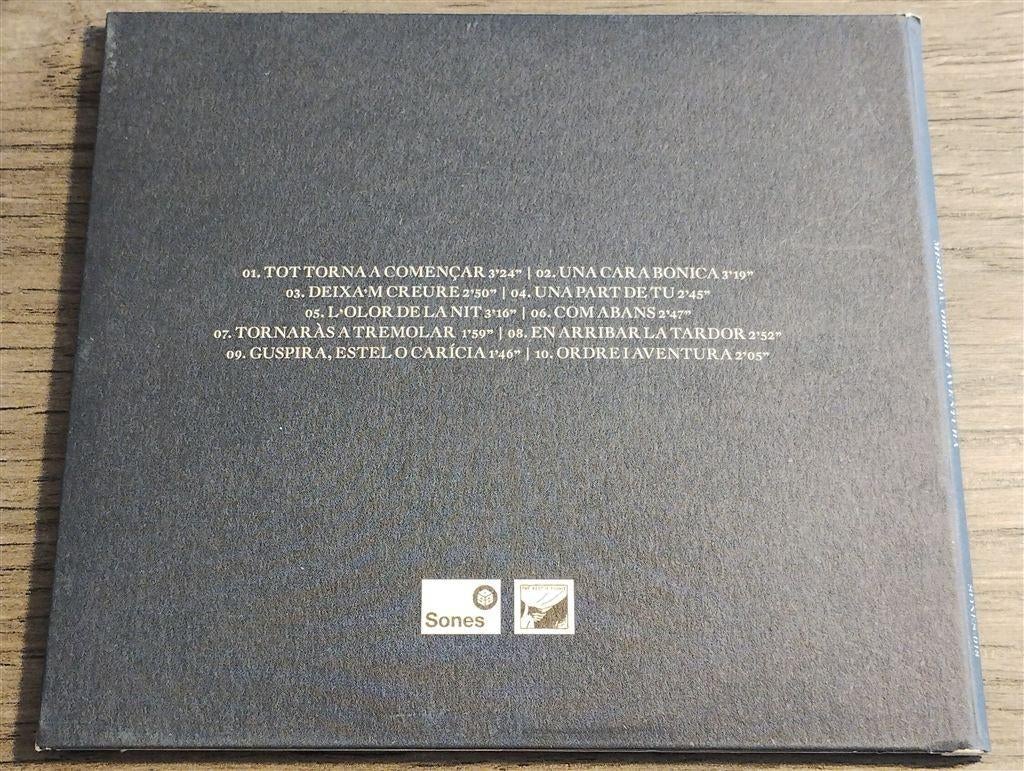 01. TOT TORNA A COMENÇAR 3'24” | 02. UNA CARA BONICA 3'19”
03. DEIXA'M CREURE 2'50” | 04. UNA PART DE TU 2'45”
05. L'OLOR DE LA NIT 3'16” | 06. COM ABANS 2'47”
07. TORNARÀS A TREMOLAR 1'59” | 08. EN ARRIBAR LA TARDOR 2'52”
09. GUSPIRA, ESTEL O CARÍCIA 1'46” | 10. ORDRE I AVENTURA 2'05”
Sones